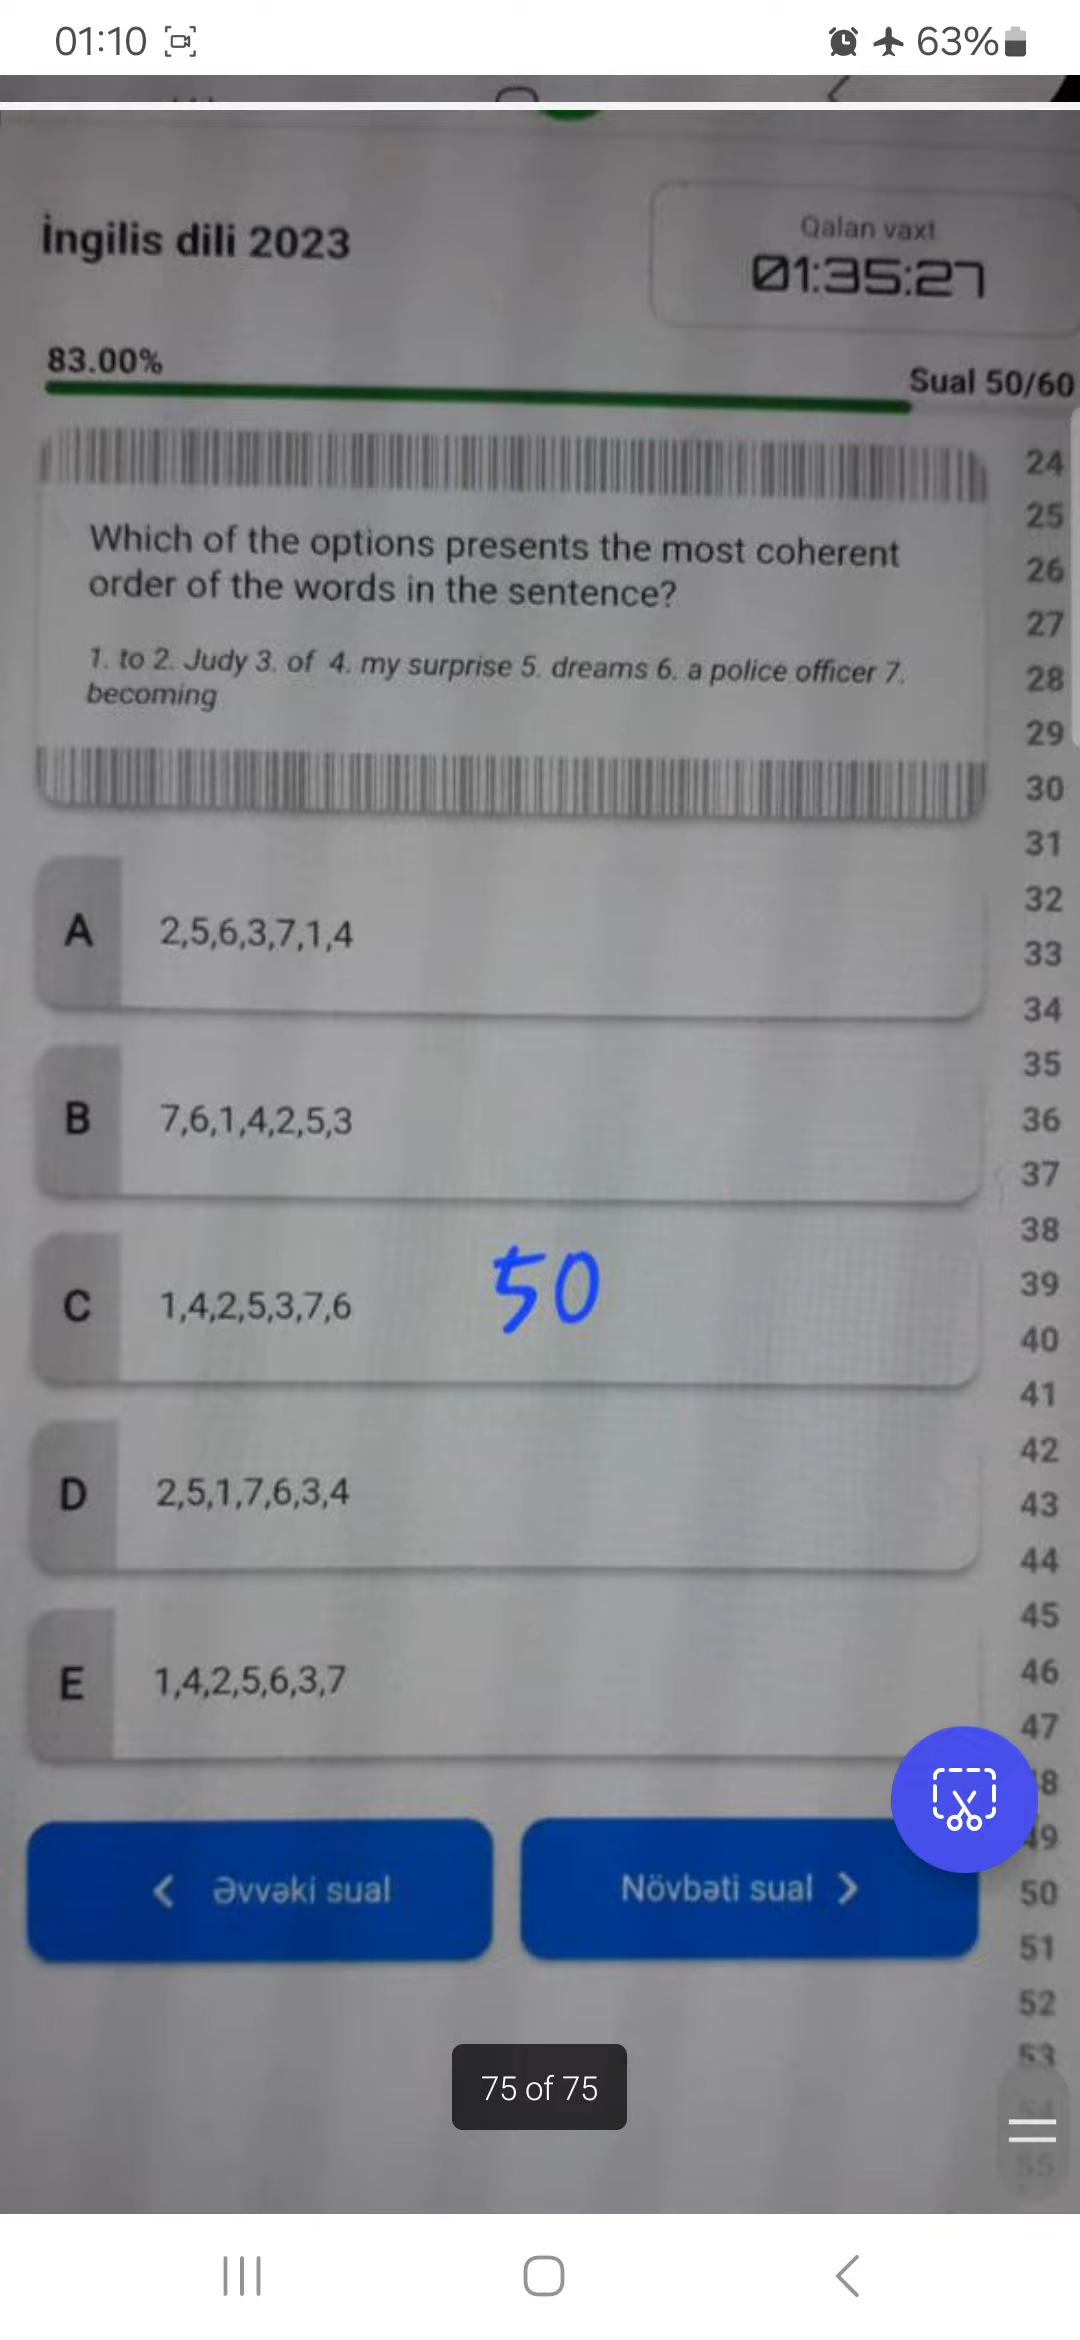 01:10 63%
İngilis dili 2023
Qalan vaxt
01:35:27
83.00%
Sual 50/60
Which of the options presents the most coherent
order of the words in the sentence?
1. to 2. Judy 3. of 4. my surprise 5. dreams 6. a police officer 7.
becoming
A 2,5,6,3,7,1,4
B 7,6,1,4,2,5,3
C 1,4,2,5,3,7,6
50
D 2,5,1,7,6,3,4
E 1,4,2,5,6,3,7
Əvvəki sual
Növbəti sual
24
25
26
27
28
29
30
31
32
33
34
35
36
37
38
39
40
41
42
43
44
45
46
47
50
51
52
53
55
75 of 75